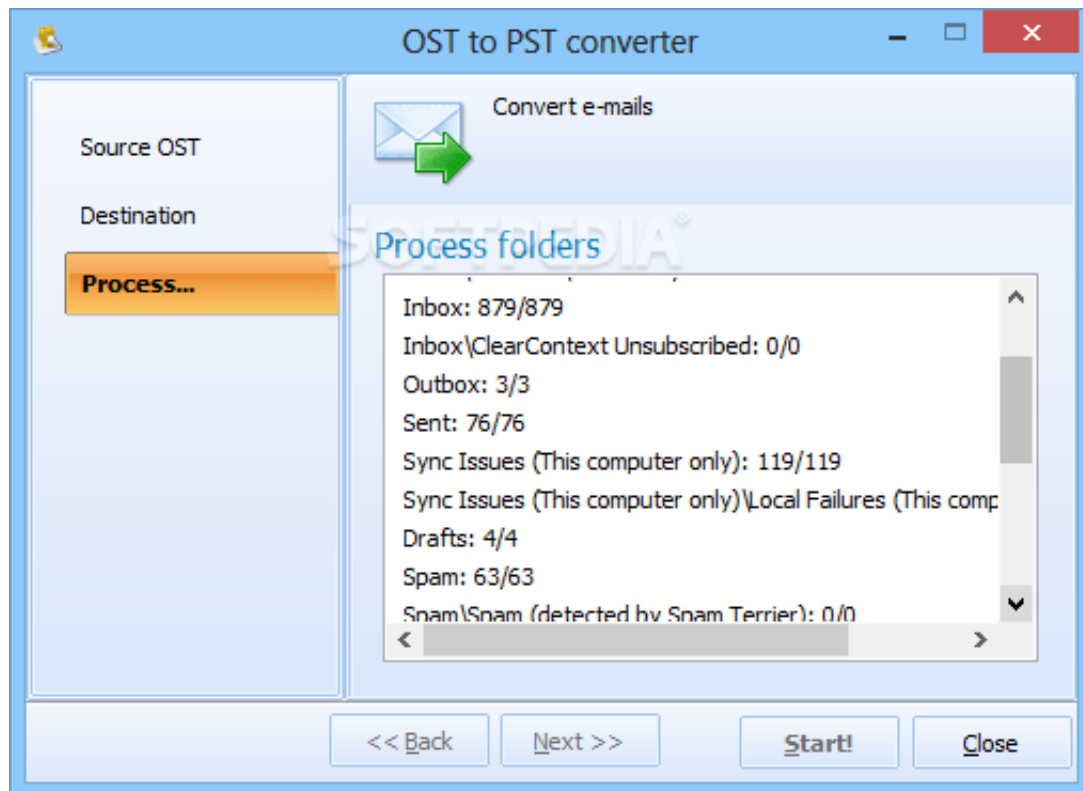 OST to PST converter
Convert e-mails
Source OST
Destination
Process...
SOFTPEDIA®
Process folders
Inbox: 879/879
Inbox\ClearContext Unsubscribed: 0/0
Outbox: 3/3
Sent: 76/76
Sync Issues (This computer only): 119/119
Sync Issues (This computer only)\Local Failures (This comp
Drafts: 4/4
Spam: 63/63
Spam\Spam (detected by Spam Terrier): 0/0
<< Back
Next >>
Start!
Close